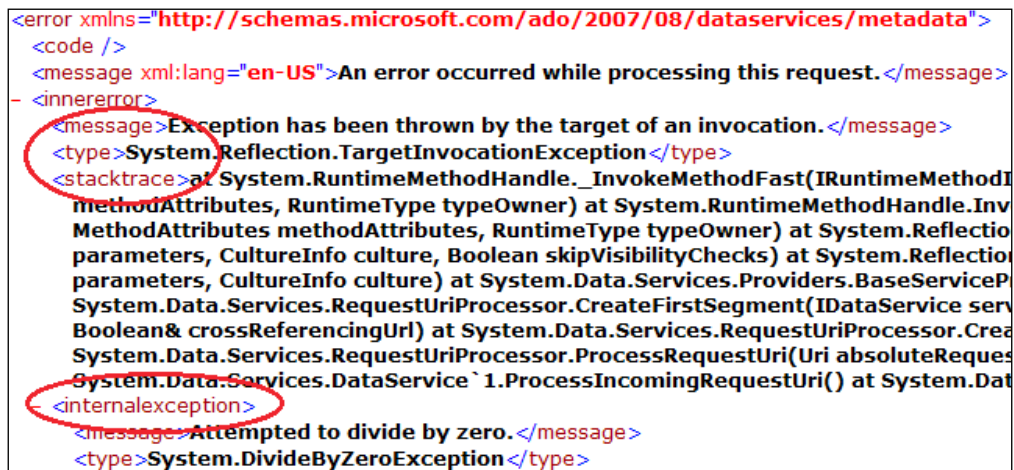 <error xmlns="http://schemas.microsoft.com/ado/2007/08/dataservices/metadata">
<code />
<message xml:lang="en-US">An error occurred while processing this request.</message>
- <innererror>
<message>Exception has been thrown by the target of an invocation.</message>
<type>System.Reflection.TargetInvocationException</type>
<stacktrace>at System.RuntimeMethodHandle._InvokeMethodFast(IRuntimeMethodI
methodAttributes, RuntimeType typeOwner) at System.RuntimeMethodHandle.Inv
MethodAttributes methodAttributes, RuntimeType typeOwner) at System.Reflectio
parameters, CultureInfo culture, Boolean skipVisibilityChecks) at System.Reflection
parameters, CultureInfo culture) at System.Data.Services.Providers.BaseServiceP
System.Data.Services.RequestUriProcessor.CreateFirstSegment(IDataService serv
Boolean& crossReferencingUrl) at System.Data.Services.RequestUriProcessor.Crea
System.Data.Services.RequestUriProcessor.ProcessRequestUri(Uri absoluteReques
System.Data.Services.DataService`1.ProcessIncomingRequestUri() at System.Dat
- <internalexception>
<message>Attempted to divide by zero.</message>
<type>System.DivideByZeroException</type>